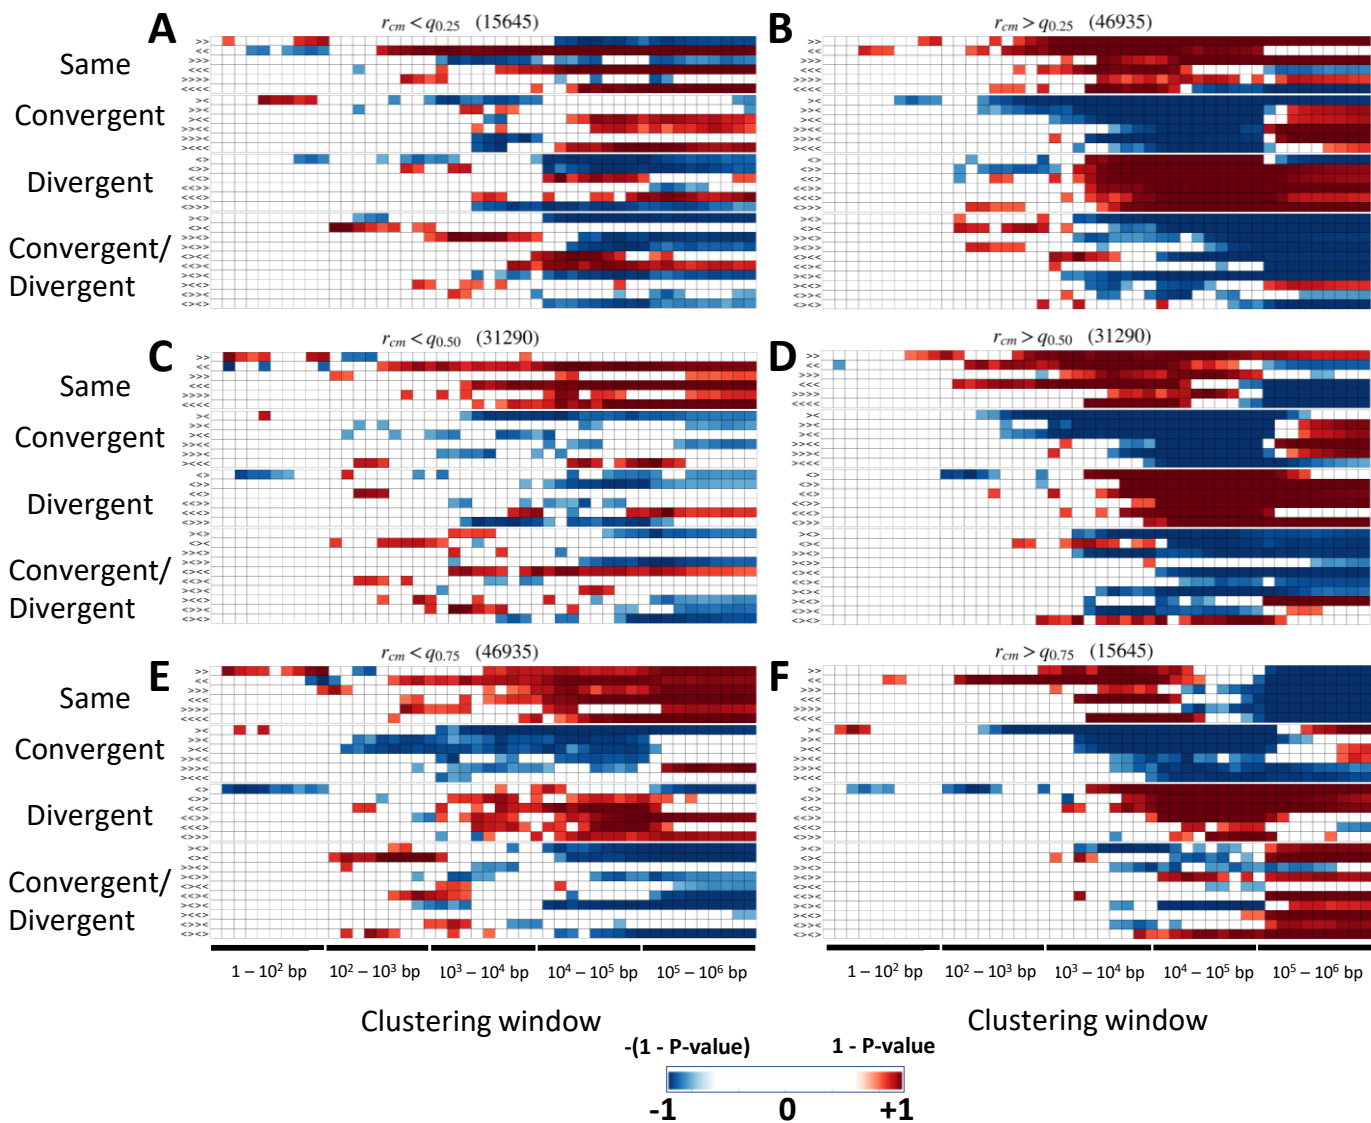 A
r_cm < q_0.25 (15645)
B
r_cm > q_0.25 (46935)
Same
>>
<<
>>>
<<<
>>>>
<<<<
>>
<<
>>>
<<<
>>>>
<<<<
Convergent
><
>><
><<
><
>><
><<
Divergent
<>
<>
Convergent/
Divergent
><>
<><
><>
<><
C
r_cm < q_0.50 (31290)
D
r_cm > q_0.50 (31290)
Same
>>
<<
>>>
<<<
>>>>
<<<<
>>
<<
>>>
<<<
>>>>
<<<<
Convergent
><
>><
><<
><
>><
><<
Divergent
<>
<>
Convergent/
Divergent
><>
<><
><>
<><
E
r_cm < q_0.75 (46935)
F
r_cm > q_0.75 (15645)
Same
>>
<<
>>>
<<<
>>>>
<<<<
>>
<<
>>>
<<<
>>>>
<<<<
Convergent
><
>><
><<
><
>><
><<
Divergent
<>
<>
Convergent/
Divergent
><>
<><
><>
<><
1 – 10² bp
10² – 10³ bp
10³ – 10⁴ bp
10⁴ – 10⁵ bp
10⁵ – 10⁶ bp
1 – 10² bp
10² – 10³ bp
10³ – 10⁴ bp
10⁴ – 10⁵ bp
10⁵ – 10⁶ bp
Clustering window
Clustering window
-(1 - P-value)
1 - P-value
-1
0
+1